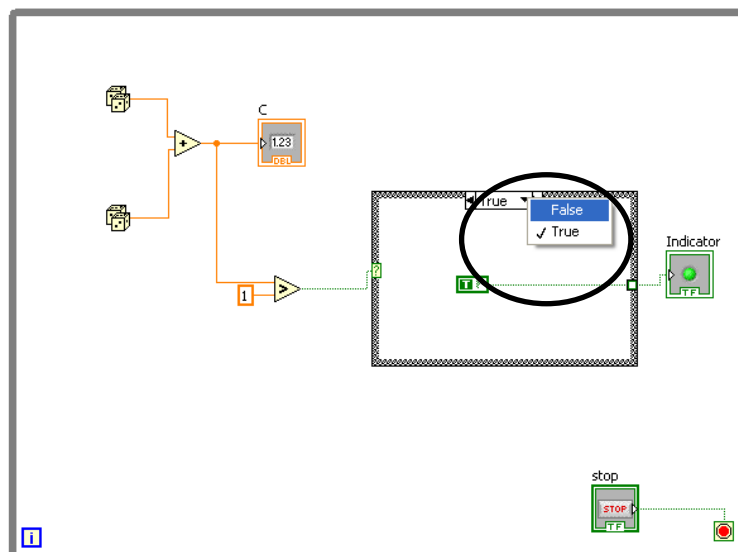 C
1.23
DBL
True
False
✓ True
?
Indicator
TF
1
>
T
+
stop
STOP
TF
i